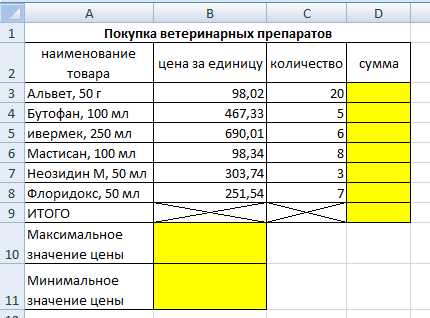 A B C D
1 Покупка ветеринарных препаратов
наименование
2 товара цена за единицу количество сумма
3 Альвет, 50 г 98,02 20
4 Бутофан, 100 мл 467,33 5
5 ивермек, 250 мл 690,01 6
6 Мастисан, 100 мл 98,34 8
7 Неозидин М, 50 мл 303,74 3
8 Флоридокс, 50 мл 251,54 7
9 ИТОГО
Максимальное
10 значение цены
Минимальное
11 значение цены